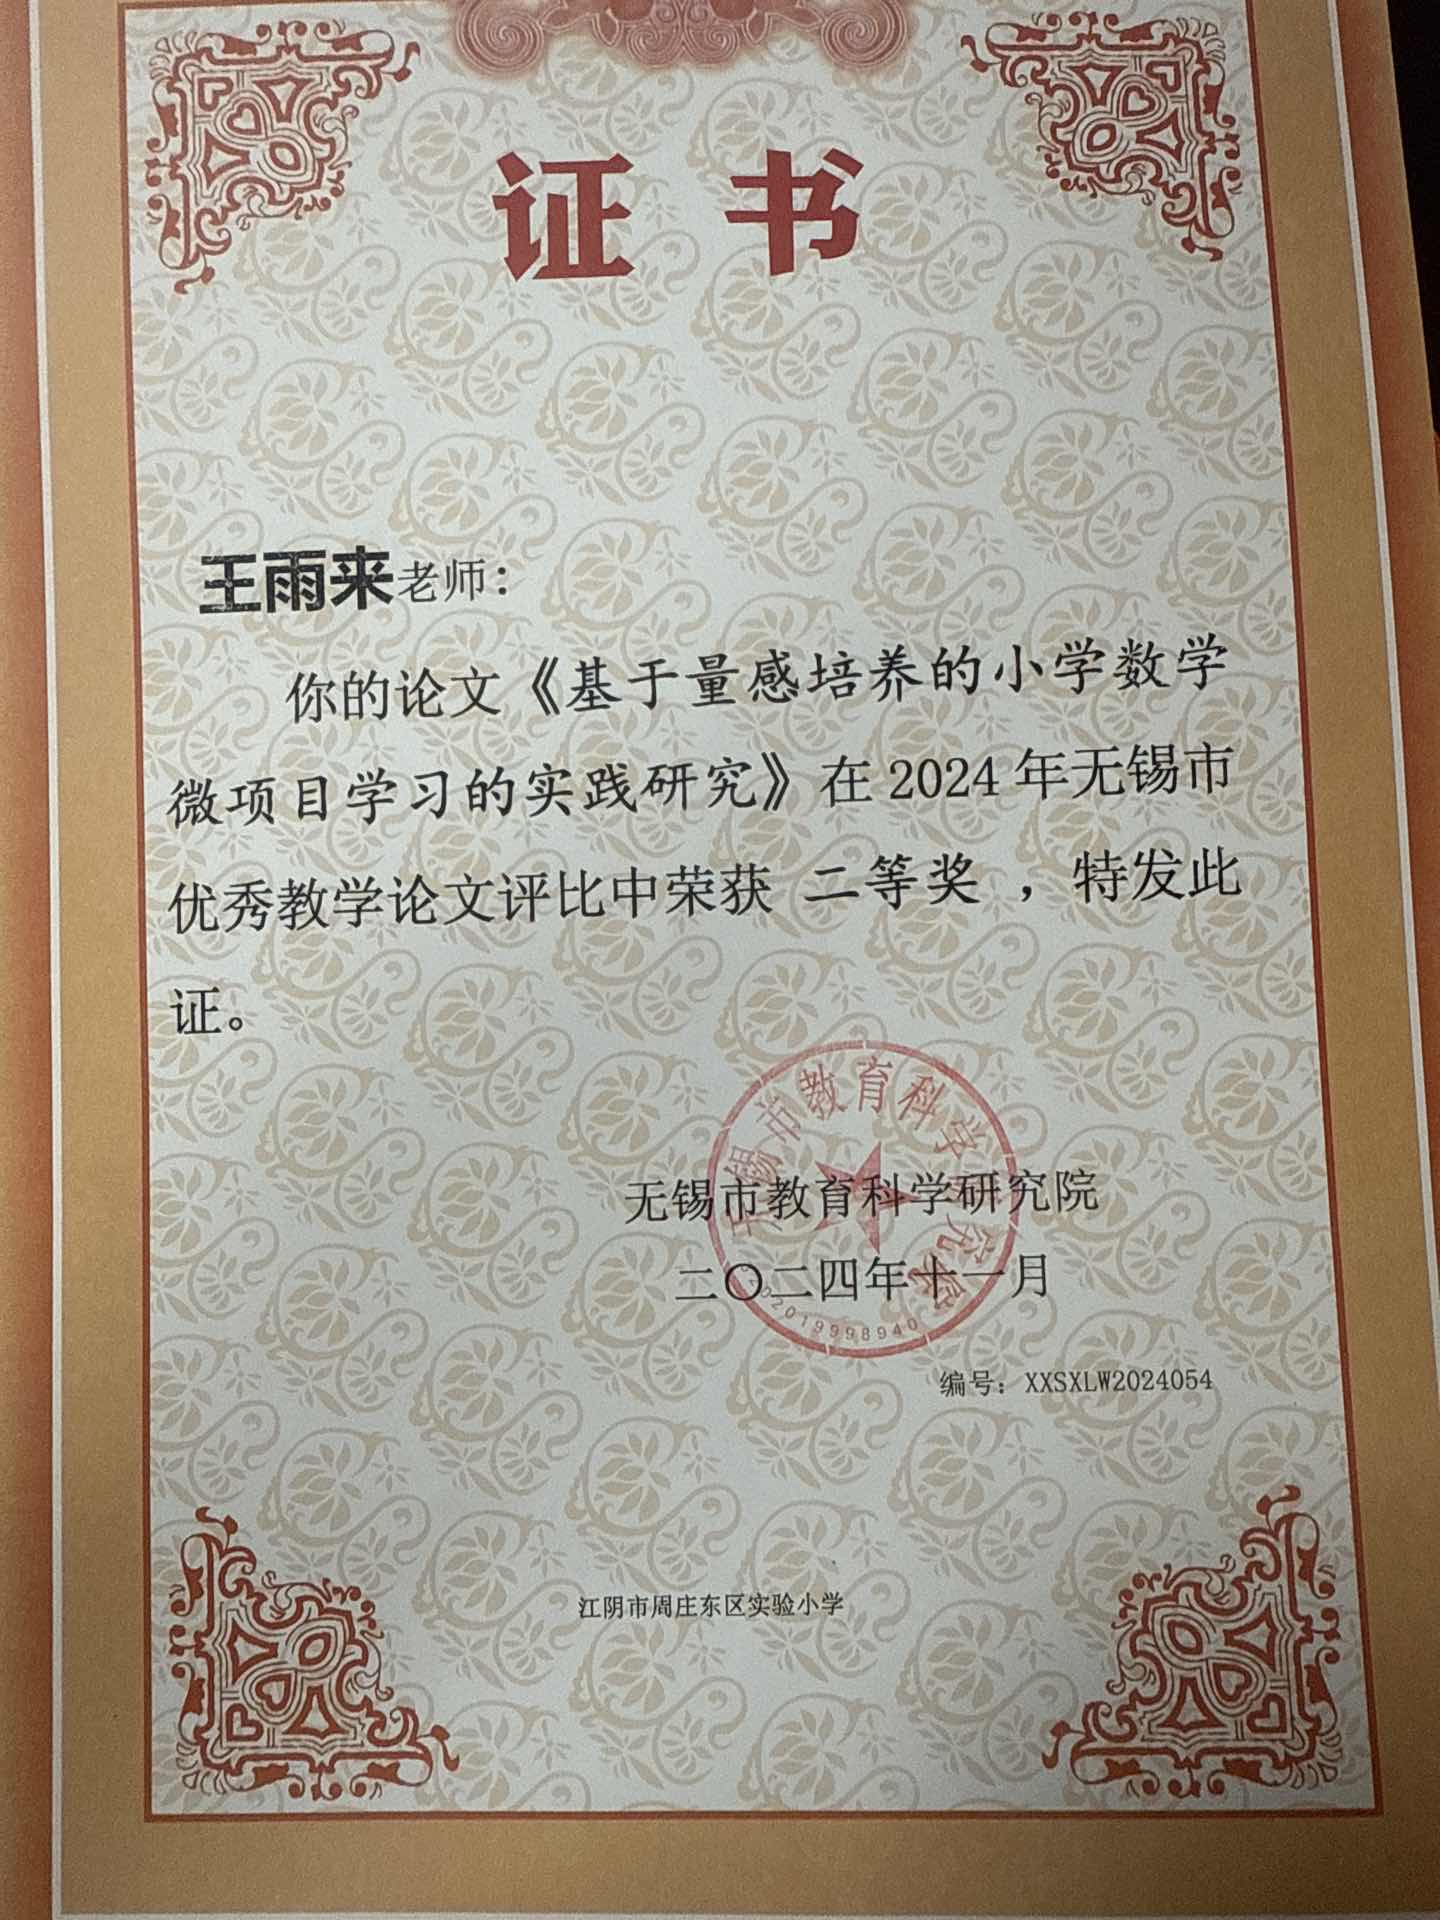 证书
王雨来老师：
你的论文《基于量感培养的小学数学
微项目学习的实践研究》在 2024 年无锡市
优秀教学论文评比中荣获 二等奖 ，特发此
证。
无锡市教育科学研究院
二〇二四年十一月
编号：XXSXLW2024054
江阴市周庄东区实验小学